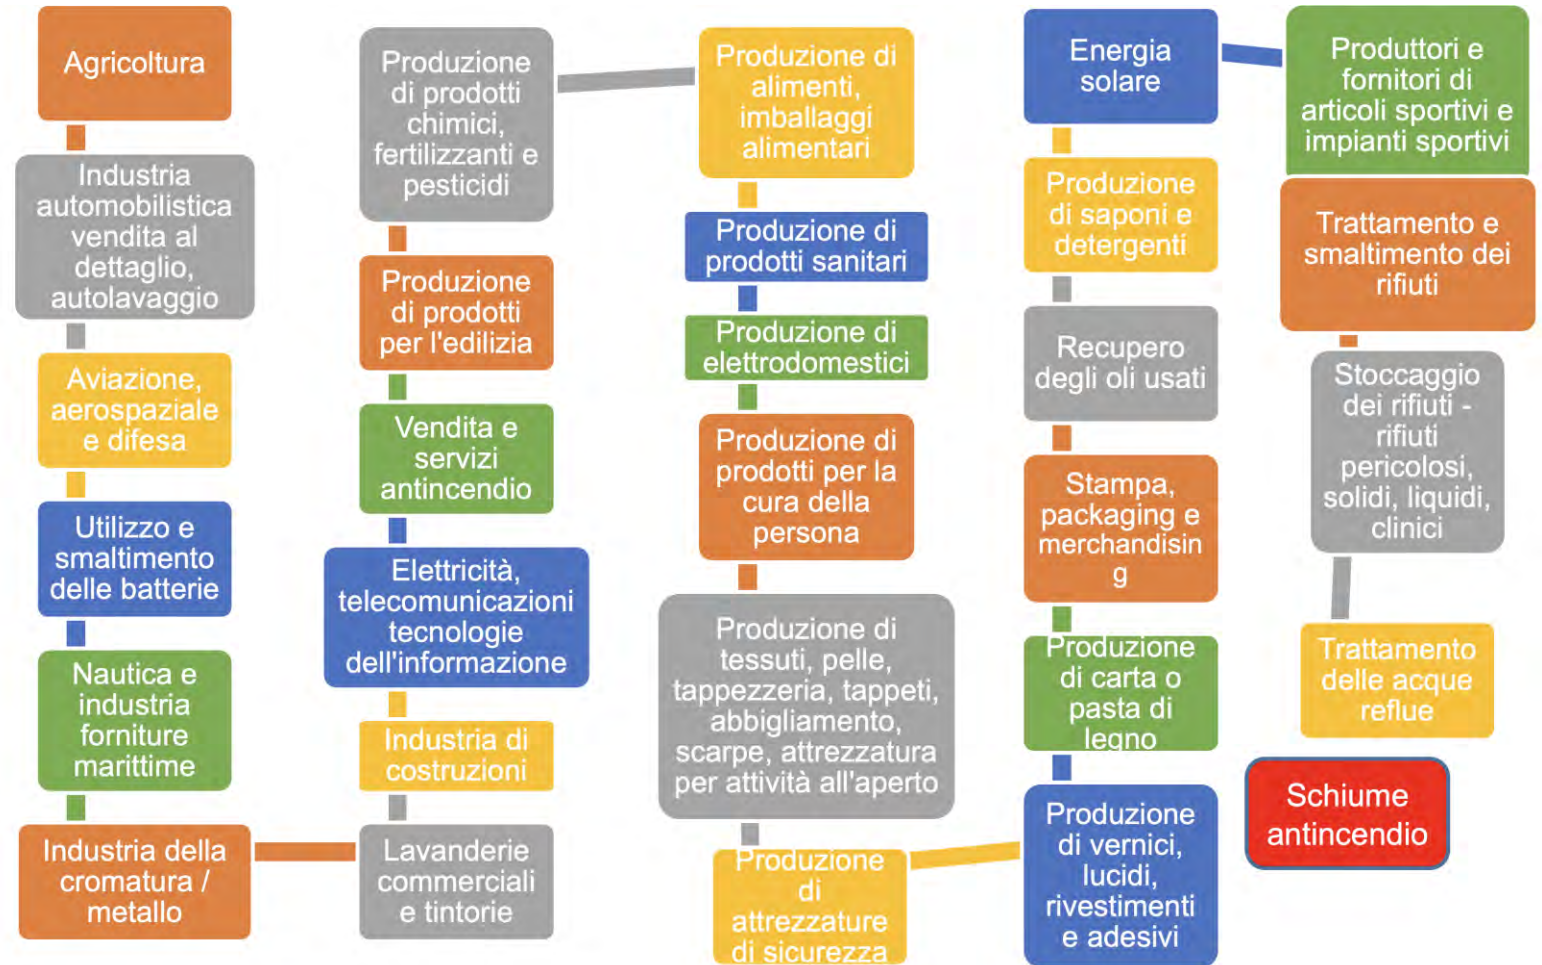 Agricoltura
Industria
automobilistica
vendita al
dettaglio,
autolavaggio
Aviazione,
aerospaziale
e difesa
Utilizzo e
smaltimento
delle batterie
Nautica e
industria
forniture
marittime
Industria della
cromatura /
metallo
Lavanderie
commerciali
e tintorie
Industria di
costruzioni
Elettricità,
telecomunicazioni
tecnologie
dell'informazione
Vendita e
servizi
antincendio
Produzione
di prodotti
per l'edilizia
Produzione
di prodotti
chimici,
fertilizzanti e
pesticidi
Produzione di
alimenti,
imballaggi
alimentari
Produzione di
prodotti sanitari
Produzione di
elettrodomestici
Produzione di
prodotti per la
cura della
persona
Produzione di
tessuti, pelle,
tappezzeria, tappeti,
abbigliamento,
scarpe, attrezzatura
per attività all'aperto
Produzione
di
attrezzature
di sicurezza
Produzione
di vernici,
lucidi,
rivestimenti
e adesivi
Produzione
di carta o
pasta di
legno
Stampa,
packaging e
merchandisin
g
Recupero
degli oli usati
Produzione
di saponi e
detergenti
Energia
solare
Produttori e
fornitori di
articoli sportivi e
impianti sportivi
Trattamento e
smaltimento dei
rifiuti
Stoccaggio
dei rifiuti -
rifiuti
pericolosi,
solidi, liquidi,
clinici
Trattamento
delle acque
reflue
Schiume
antincendio